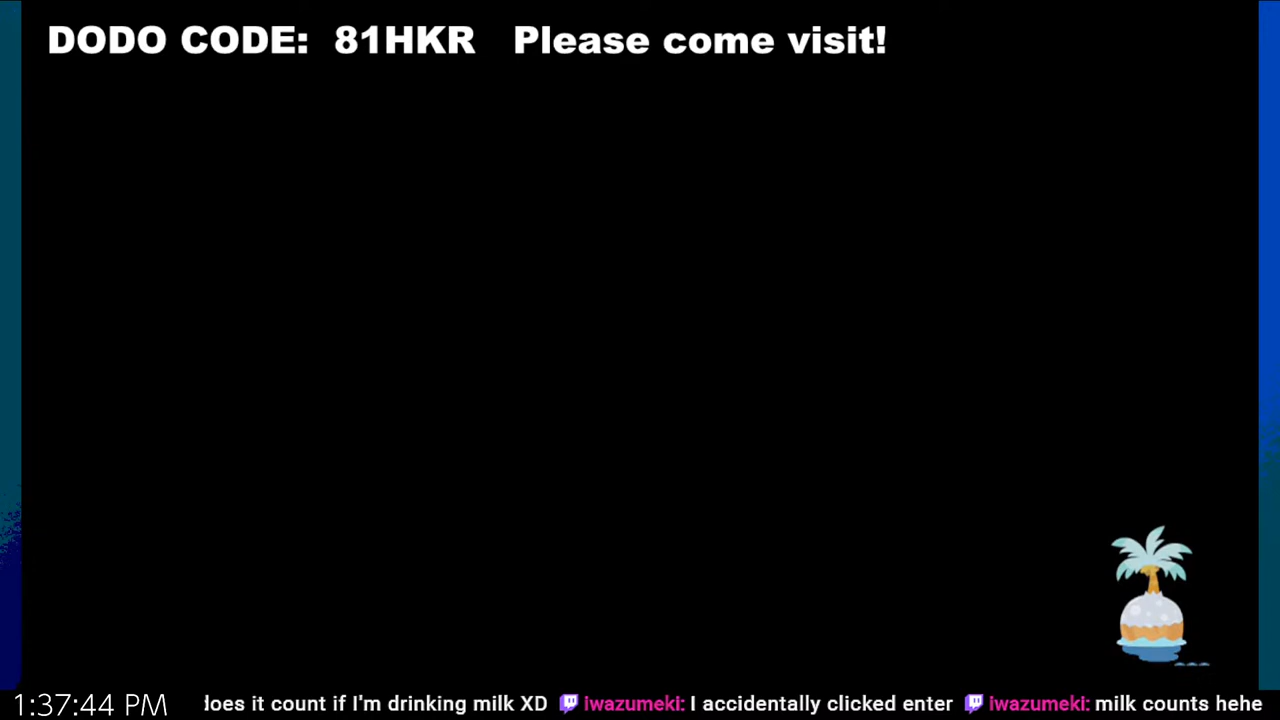 DODO CODE: 81HKR Please come visit!
1:37:44 PM does it count if I'm drinking milk XD iwazumeki: I accidentally clicked enter iwazumeki: milk counts hehe